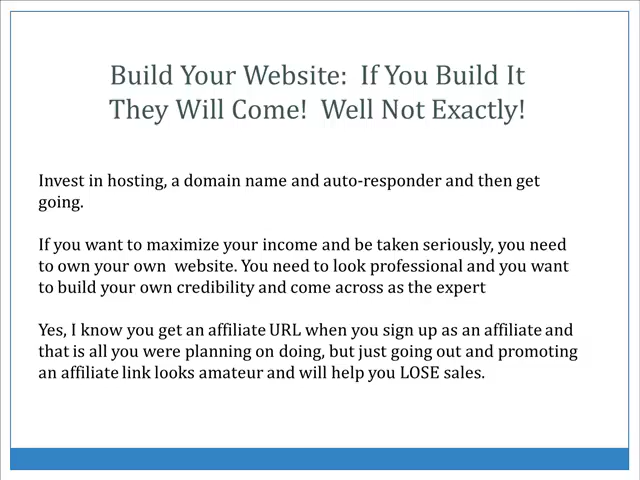 Build Your Website:  If You Build It
They Will Come!  Well Not Exactly!
Invest in hosting, a domain name and auto-responder and then get
going.
If you want to maximize your income and be taken seriously, you need
to own your own  website. You need to look professional and you want
to build your own credibility and come across as the expert
Yes, I know you get an affiliate URL when you sign up as an affiliate and
that is all you were planning on doing, but just going out and promoting
an affiliate link looks amateur and will help you LOSE sales.